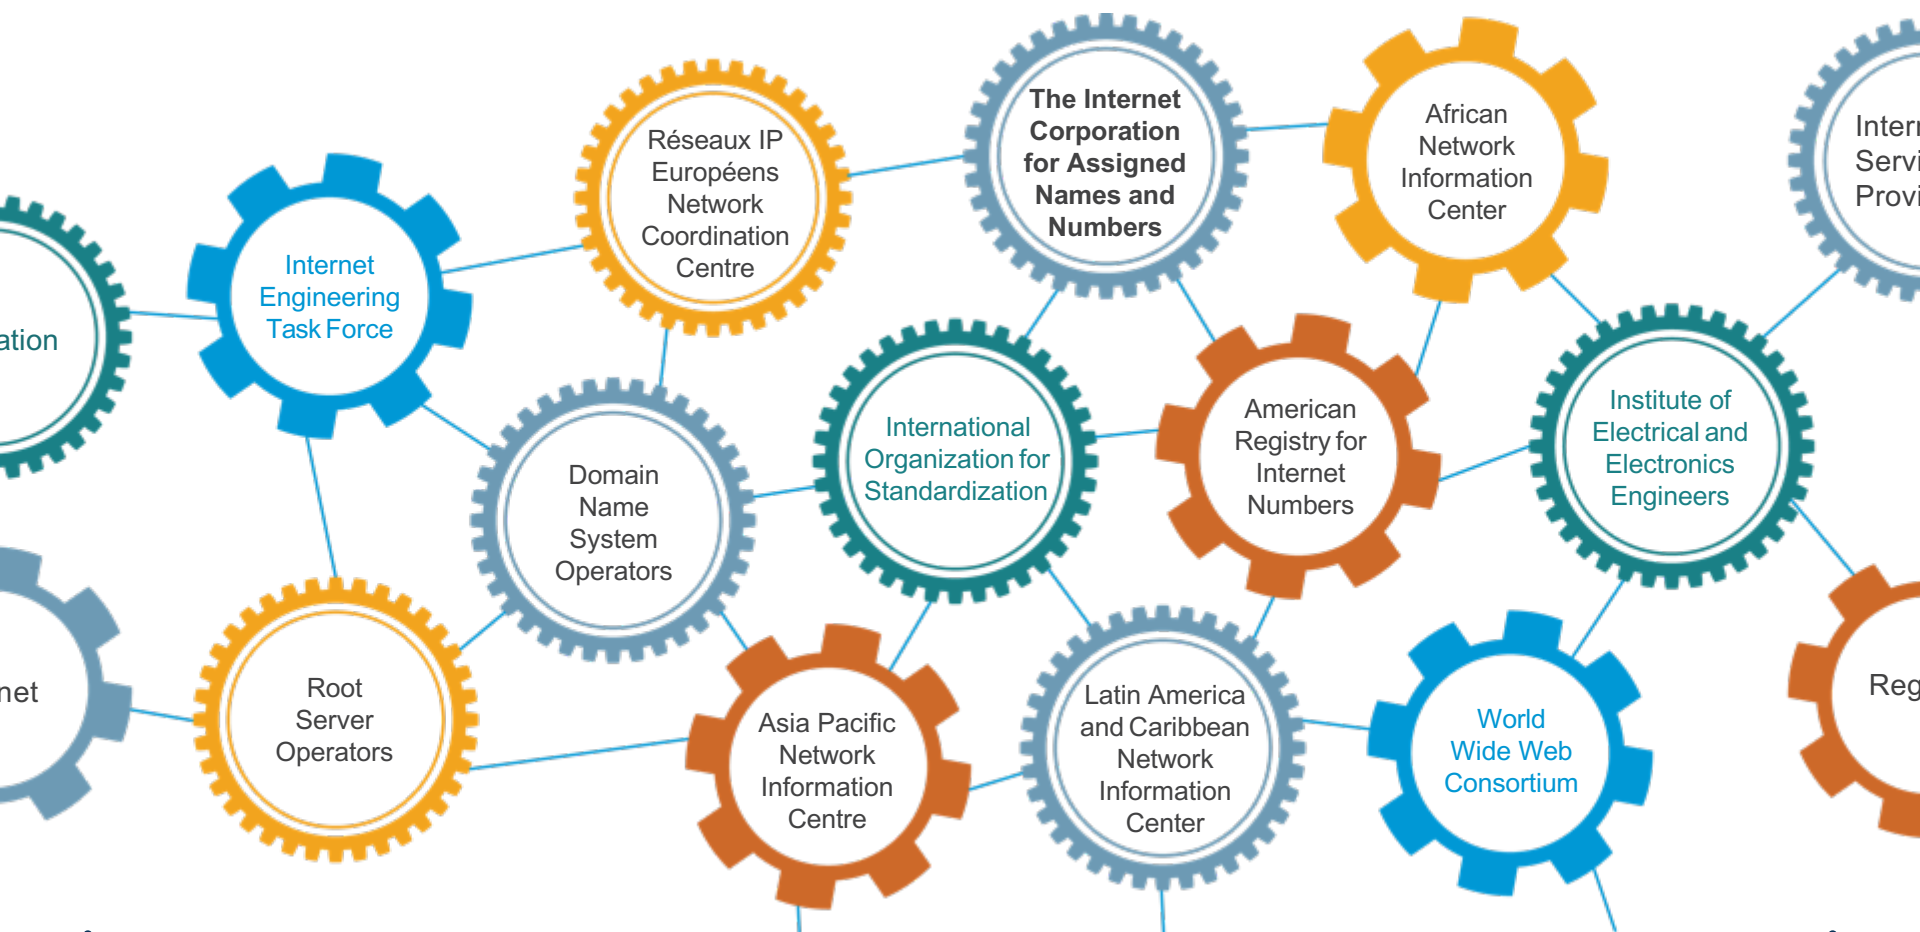 Réseaux IP
Européens
Network
Coordination
Centre
The Internet
Corporation
for Assigned
Names and
Numbers
African
Network
Information
Center
Internet
Engineering
Task Force
ation
International
Organization for
Standardization
American
Registry for
Internet
Numbers
Institute of
Electrical and
Electronics
Engineers
Domain
Name
System
Operators
net
Root
Server
Operators
Asia Pacific
Network
Information
Centre
Latin America
and Caribbean
Network
Information
Center
World
Wide Web
Consortium
Reg